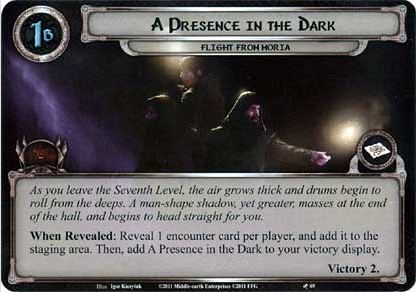 1B
A Presence in the Dark
Flight from Moria
As you leave the Seventh Level, the air grows thick and drums begin to
roll from the deeps. A man-shape shadow, yet greater, masses at the end
of the hall, and begins to head straight for you.
When Revealed: Reveal 1 encounter card per player, and add it to the
staging area. Then, add A Presence in the Dark to your victory display.
Victory 2.
Illus. Igor Kieryluk ©2011 Middle-earth Enterprises ©2011 FFG 69